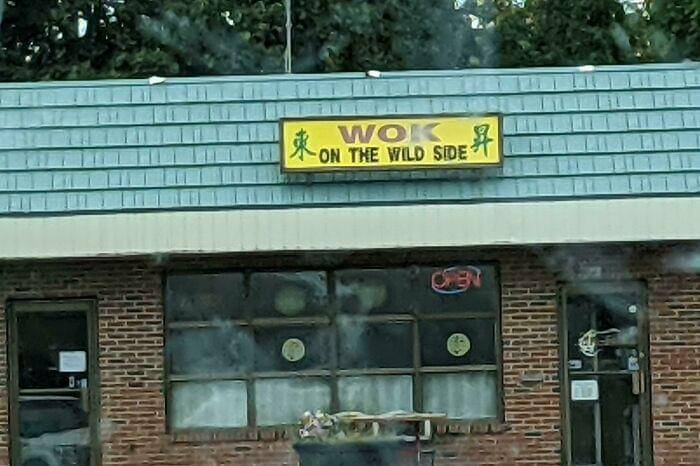 WOK
東 ON THE WILD SIDE 昇
OPEN